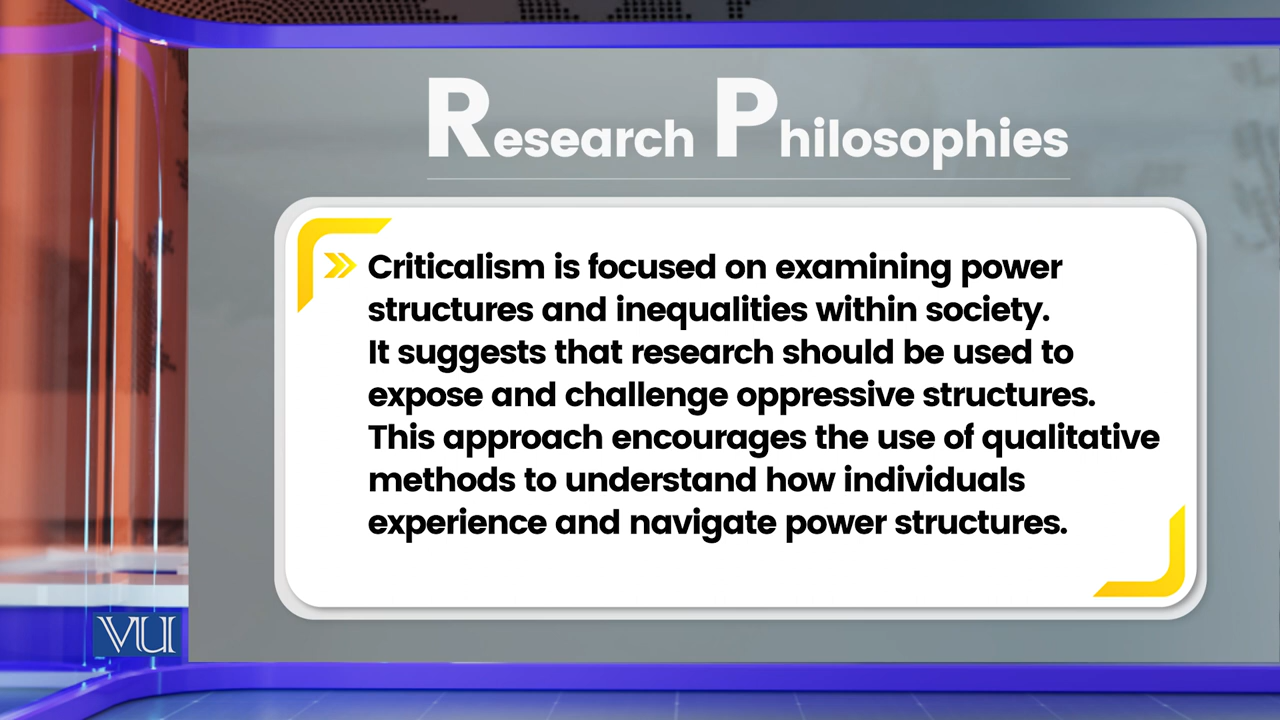 Research Philosophies
Criticalism is focused on examining power
structures and inequalities within society.
It suggests that research should be used to
expose and challenge oppressive structures.
This approach encourages the use of qualitative
methods to understand how individuals
experience and navigate power structures.
VU